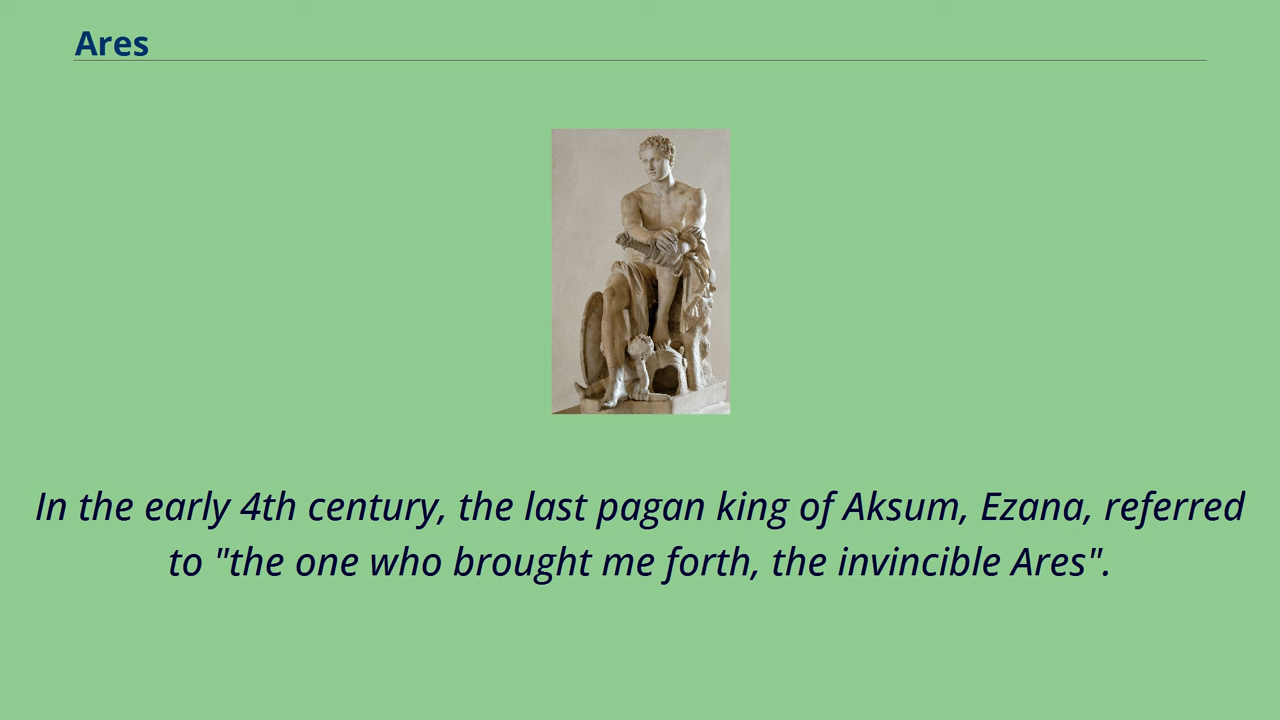 Ares
In the early 4th century, the last pagan king of Aksum, Ezana, referred
to "the one who brought me forth, the invincible Ares".